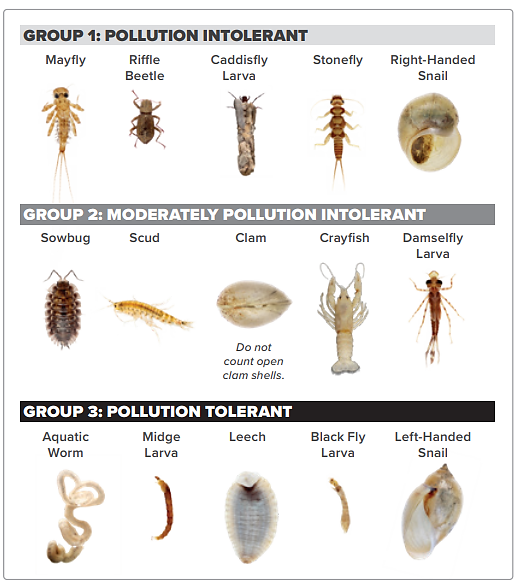 GROUP 1: POLLUTION INTOLERANT
Mayfly
Riffle
Beetle
Caddisfly
Larva
Stonefly
Right-Handed
Snail
GROUP 2: MODERATELY POLLUTION INTOLERANT
Sowbug
Scud
Clam
Crayfish
Damselfly
Larva
Do not
count open
clam shells.
GROUP 3: POLLUTION TOLERANT
Aquatic
Worm
Midge
Larva
Leech
Black Fly
Larva
Left-Handed
Snail